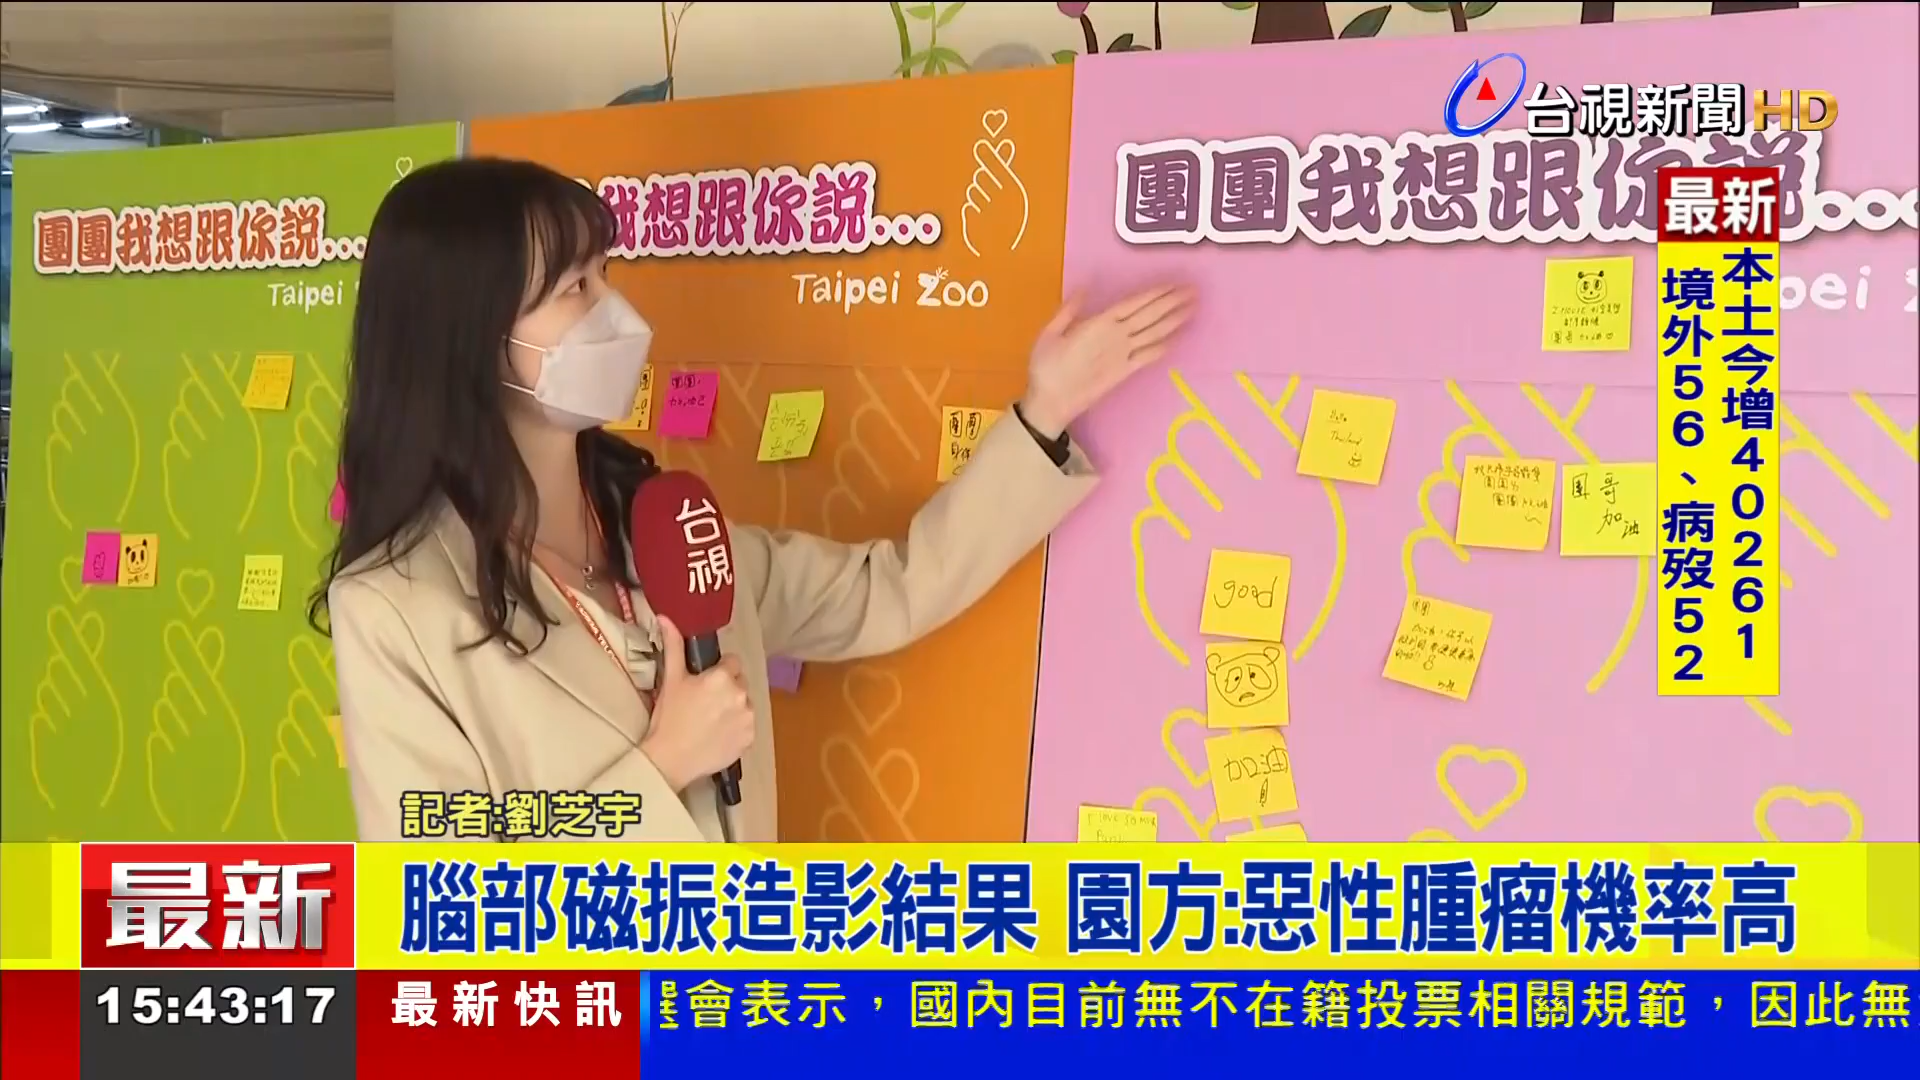 台視新聞HD
團團我想跟你說...
Taipei
我想跟你說...
Taipei Zoo
團團我想跟你說...
最新
本土今增40261
境外56、病歿52
台視
good
加油
團哥
加油
Thailand
記者:劉芝宇
最新
腦部磁振造影結果 園方:惡性腫瘤機率高
15:43:17
最新快訊
會表示，國內目前無不在籍投票相關規範，因此無